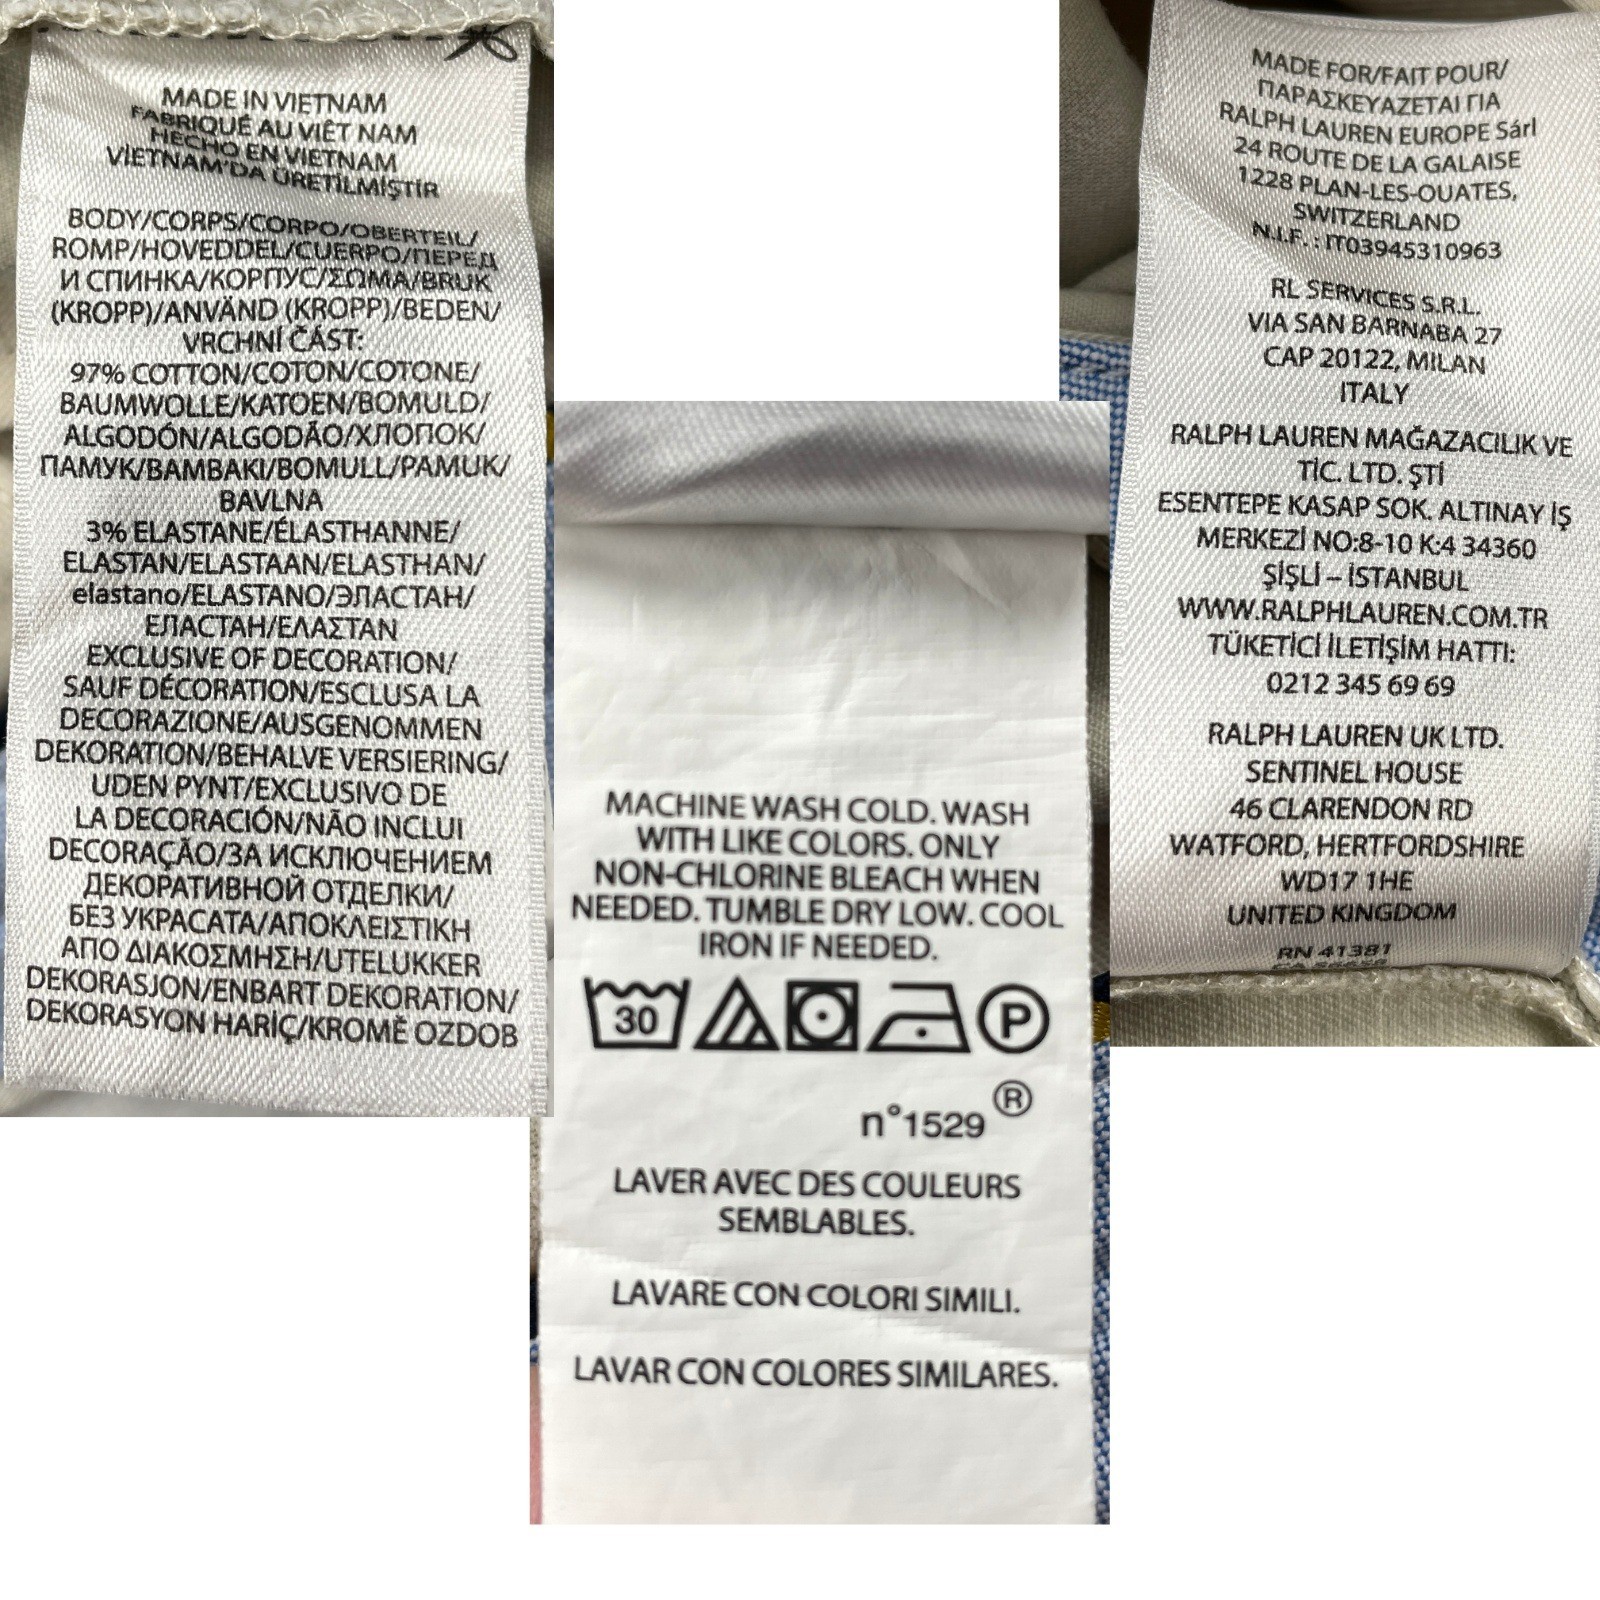 MADE IN VIETNAM
FABRIQUÉ AU VIÊT NAM
HECHO EN VIETNAM
VİETNAM'DA ÜRETİLMİŞTİR
BODY/CORPS/CORPO/OBERTEIL/
ROMP/HOVEDDEL/CUERPO/ПЕРЕД
И СПИНКА/КОРПУС/ΣΩΜΑ/BRUK
(KROPP)/ANVÄND (KROPP)/BEDEN/
VRCHNÍ ČÁST:
97% COTTON/COTON/COTONE/
BAUMWOLLE/KATOEN/BOMULD/
ALGODÓN/ALGODÃO/ХЛОПОК/
ПАМУК/ΒΑΜΒΑΚΙ/BOMULL/PAMUK/
BAVLNA
3% ELASTANE/ÉLASTHANNE/
ELASTAN/ELASTAAN/ELASTHAN/
elastano/ELASTANO/ЭЛАСТАН/
ЕЛАСТАН/ΕΛΑΣΤΑΝ
EXCLUSIVE OF DECORATION/
SAUF DÉCORATION/ESCLUSA LA
DECORAZIONE/AUSGENOMMEN
DEKORATION/BEHALVE VERSIERING/
UDEN PYNT/EXCLUSIVO DE
LA DECORACIÓN/NÃO INCLUI
DECORAÇÃO/ЗА ИСКЛЮЧЕНИЕМ
ДЕКОРАТИВНОЙ ОТДЕЛКИ/
БЕЗ УКРАСАТА/ΑΠΟΚΛΕΙΣΤΙΚΗ
ΑΠΟ ΔΙΑΚΟΣΜΗΣΗ/UTELUKKER
DEKORASJON/ENBART DEKORATION/
DEKORASYON HARİÇ/KROMĚ OZDOB
MACHINE WASH COLD. WASH
WITH LIKE COLORS. ONLY
NON-CHLORINE BLEACH WHEN
NEEDED. TUMBLE DRY LOW. COOL
IRON IF NEEDED.
30 P
n°1529 ®
LAVER AVEC DES COULEURS
SEMBLABLES.
LAVARE CON COLORI SIMILI.
LAVAR CON COLORES SIMILARES.
MADE FOR/FAIT POUR/
ΠΑΡΑΣΚΕΥΑΖΕΤΑΙ ΓΙΑ
RALPH LAUREN EUROPE Sárl
24 ROUTE DE LA GALAISE
1228 PLAN-LES-OUATES,
SWITZERLAND
N.I.F. : IT03945310963
RL SERVICES S.R.L.
VIA SAN BARNABA 27
CAP 20122, MILAN
ITALY
RALPH LAUREN MAĞAZACILIK VE
TİC. LTD. ŞTİ
ESENTEPE KASAP SOK. ALTINAY İŞ
MERKEZİ NO:8-10 K:4 34360
ŞİŞLİ – İSTANBUL
WWW.RALPHLAUREN.COM.TR
TÜKETİCİ İLETİŞİM HATTI:
0212 345 69 69
RALPH LAUREN UK LTD.
SENTINEL HOUSE
46 CLARENDON RD
WATFORD, HERTFORDSHIRE
WD17 1HE
UNITED KINGDOM
RN 41381